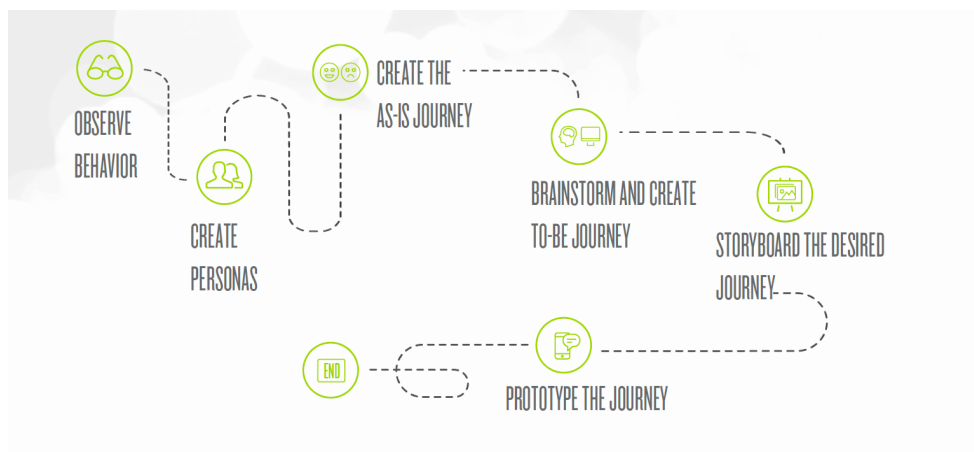 OBSERVE
BEHAVIOR
CREATE
PERSONAS
CREATE THE
AS-IS JOURNEY
BRAINSTORM AND CREATE
TO-BE JOURNEY
STORYBOARD THE DESIRED
JOURNEY
PROTOTYPE THE JOURNEY
END